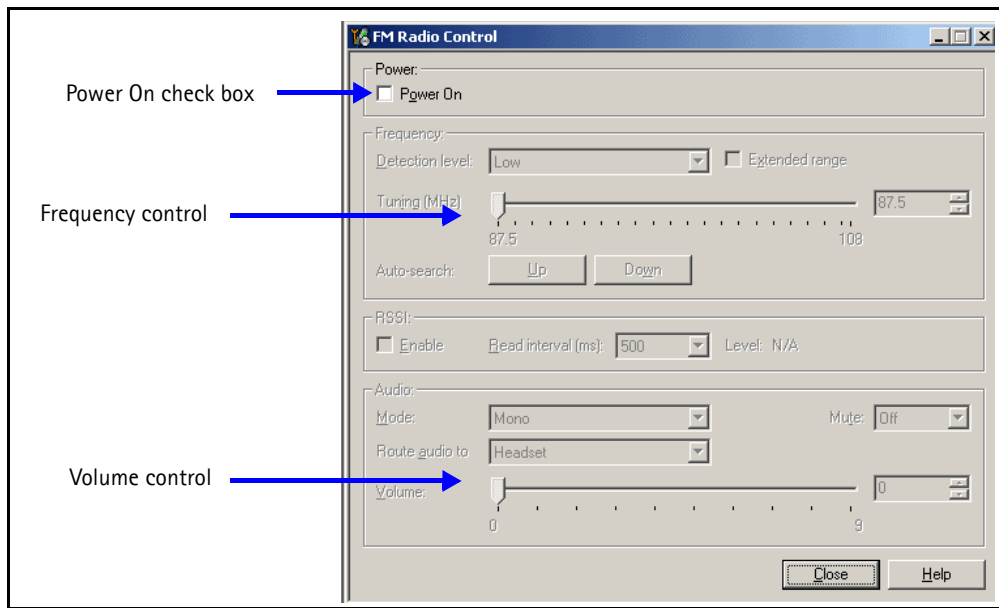 FM Radio Control
Power:
Power On check box
Power On
Frequency:
Detection level: Low Extended range
Frequency control
Tuning (MHz) 87.5
87.5 108
Auto-search: Up Down
RSSI:
Enable Read interval (ms): 500 Level: N/A
Audio:
Mode: Mono Mute: Off
Route audio to Headset
Volume control
Volume: 0
0 9
Close Help